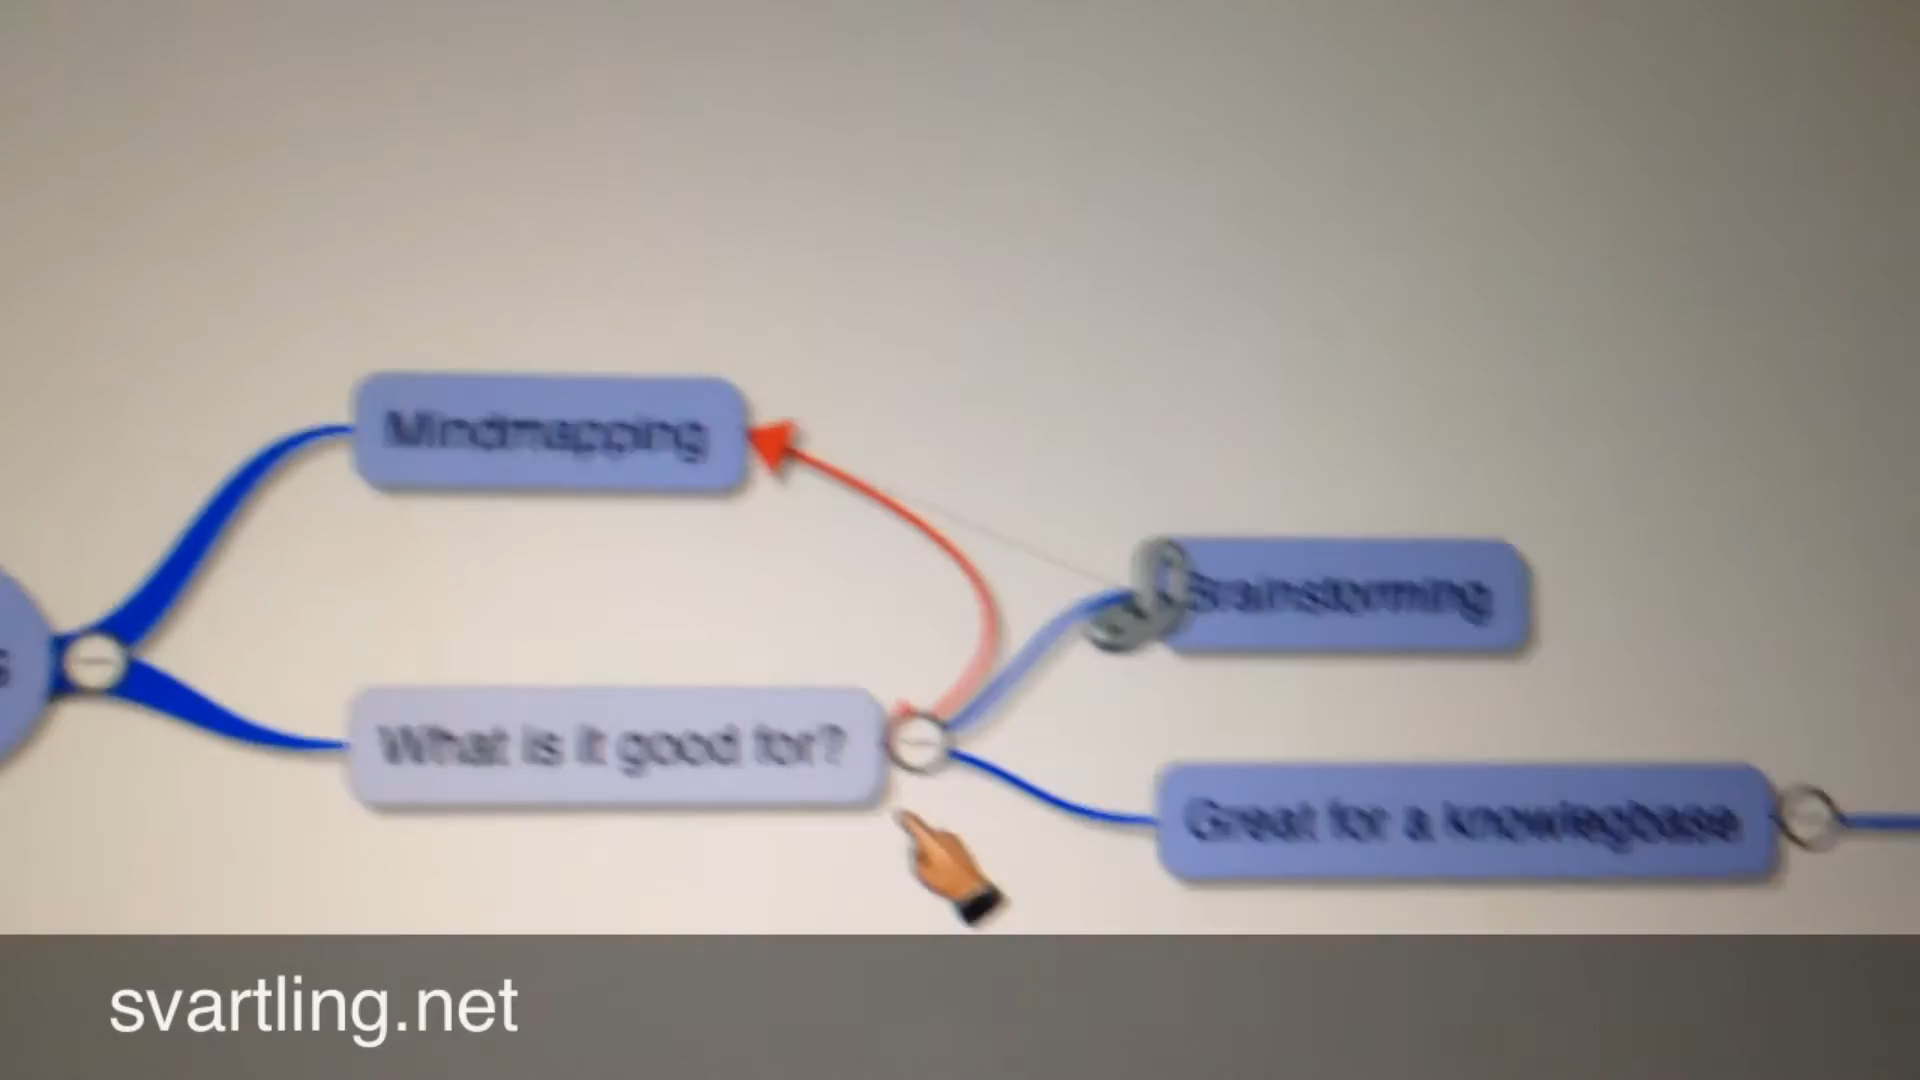 Mindmapping
Brainstorming
What is it good for?
Great for a knowlegbase
svartling.net